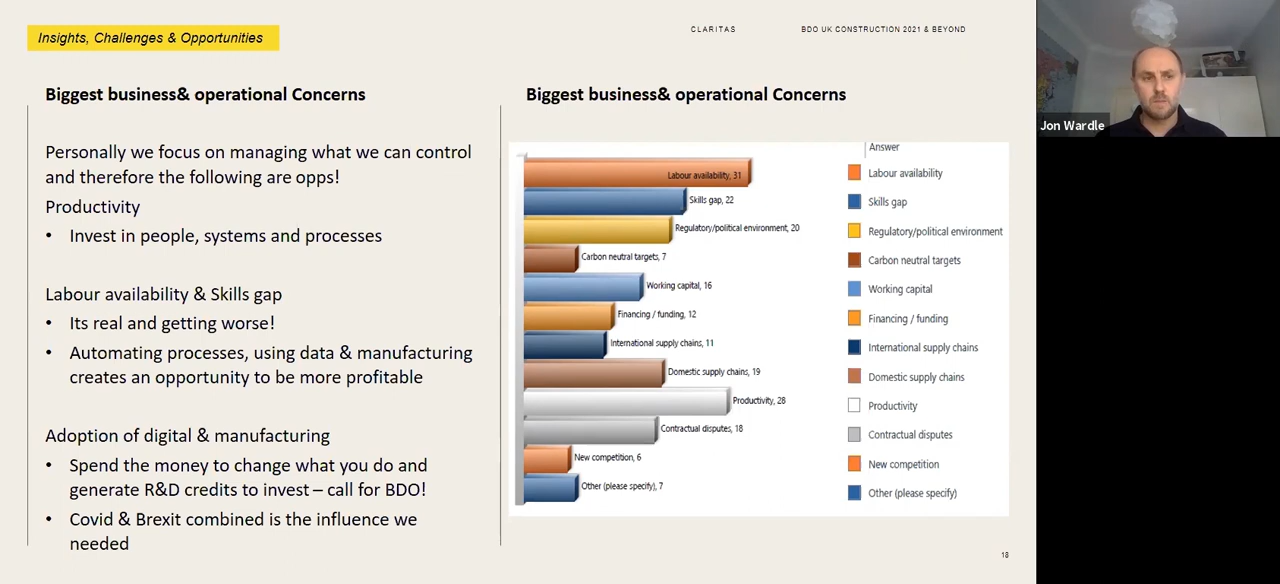 Insights, Challenges & Opportunities
CLARITAS
BDO UK CONSTRUCTION 2021 & BEYOND
Biggest business& operational Concerns
Personally we focus on managing what we can control
and therefore the following are opps!
Productivity
• Invest in people, systems and processes
Labour availability & Skills gap
• Its real and getting worse!
• Automating processes, using data & manufacturing
creates an opportunity to be more profitable
Adoption of digital & manufacturing
• Spend the money to change what you do and
generate R&D credits to invest – call for BDO!
• Covid & Brexit combined is the influence we
needed
Biggest business& operational Concerns
Labour availability, 31
Skills gap, 22
Regulatory/political environment, 20
Carbon neutral targets, 7
Working capital, 16
Financing / funding, 12
International supply chains, 11
Domestic supply chains, 19
Productivity, 28
Contractual disputes, 18
New competition, 6
Other (please specify), 7
Answer
Labour availability
Skills gap
Regulatory/political environment
Carbon neutral targets
Working capital
Financing / funding
International supply chains
Domestic supply chains
Productivity
Contractual disputes
New competition
Other (please specify)
18
Jon Wardle